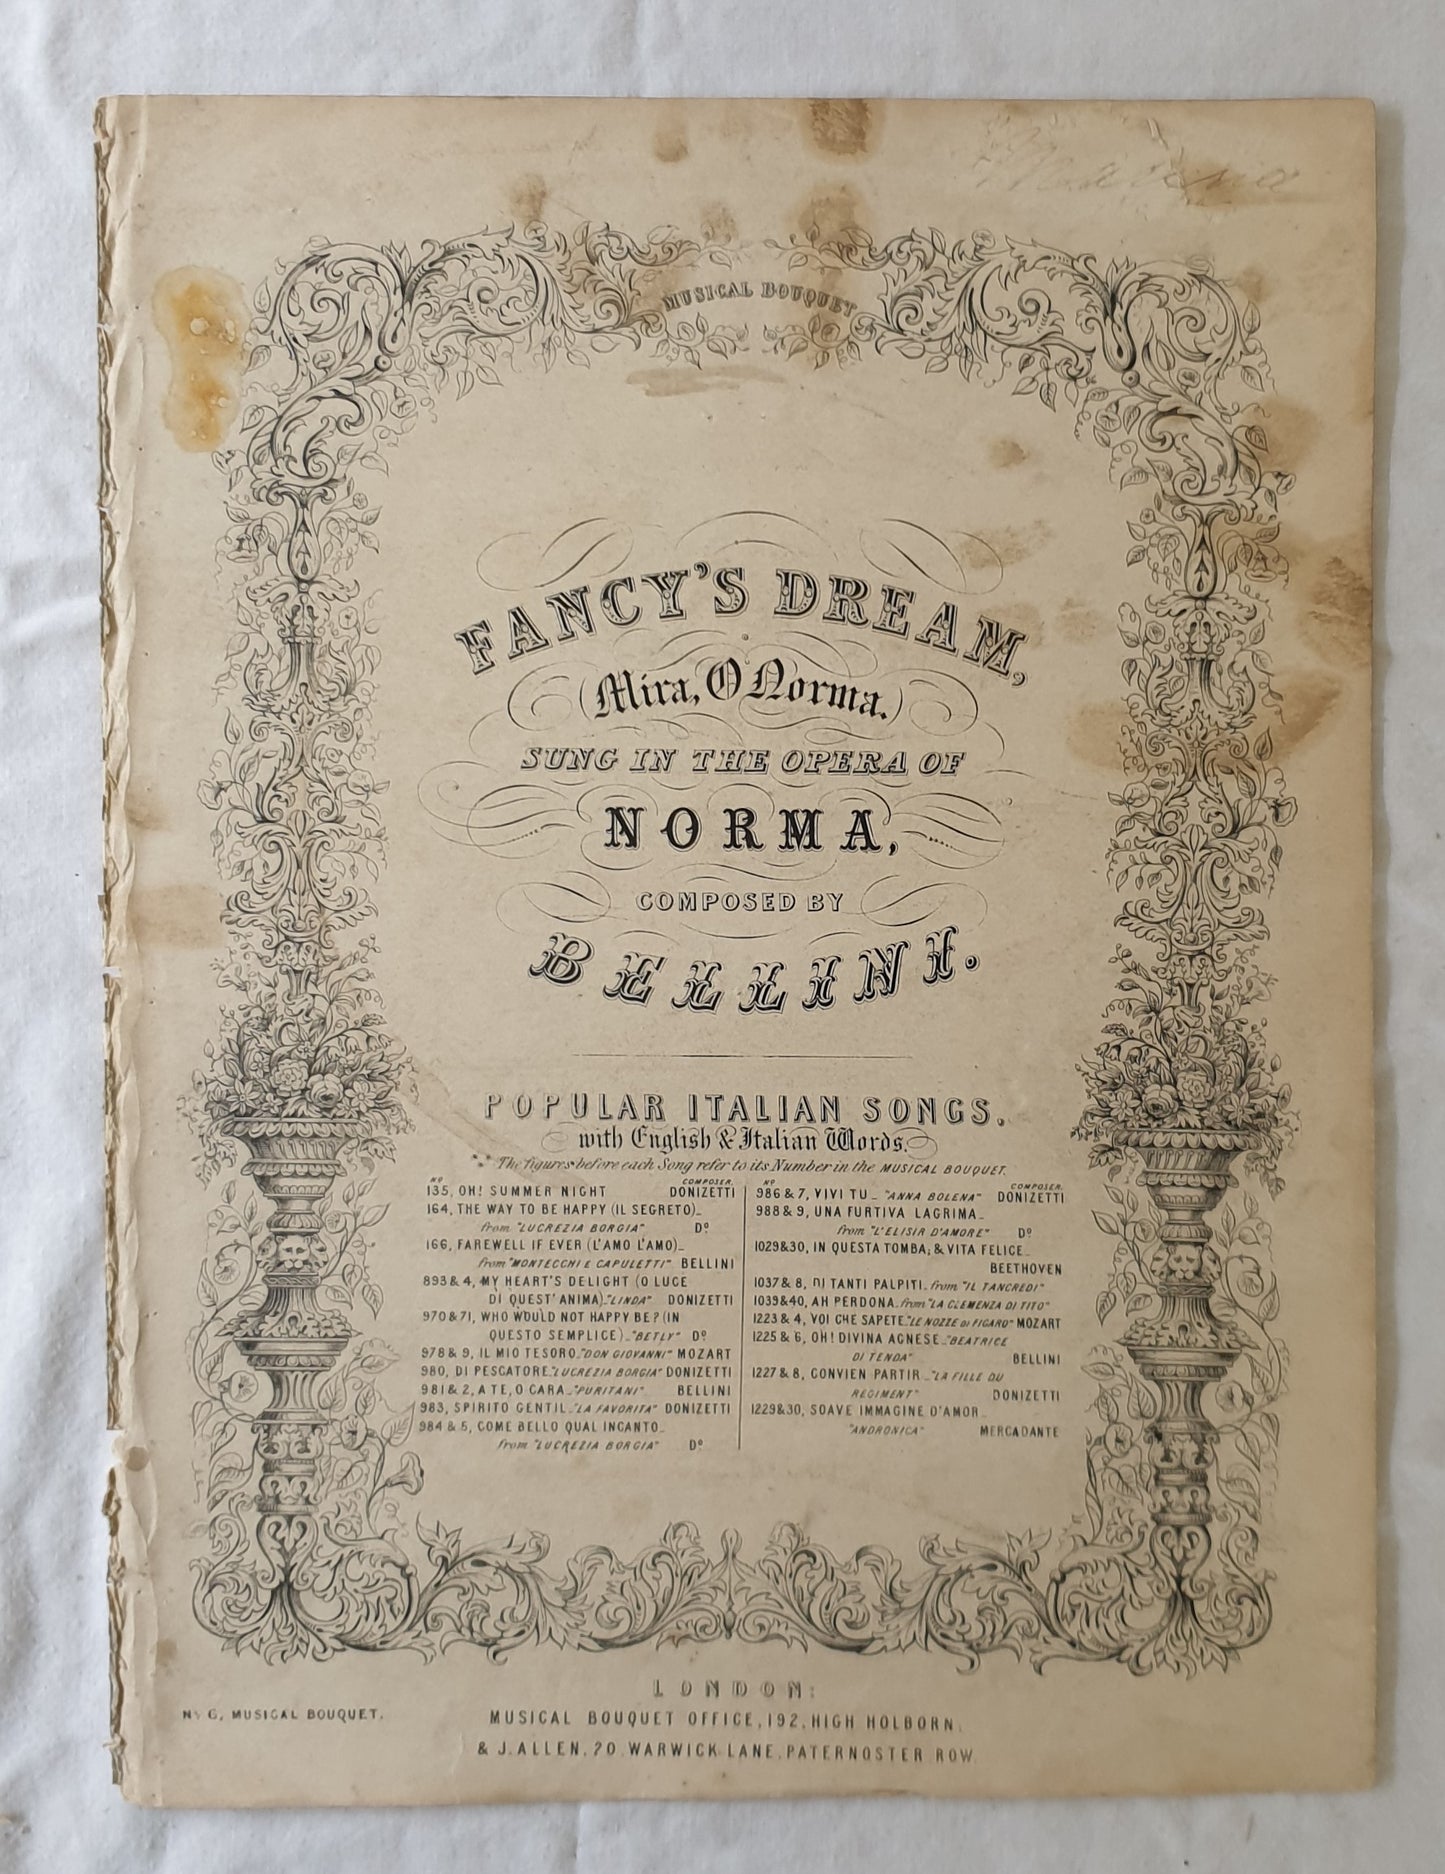 MUSICAL BOUQUET
FANCY'S DREAM,
(Mira, O Norma.)
SUNG IN THE OPERA OF
NORMA,
COMPOSED BY
BELLINI.
POPULAR ITALIAN SONGS,
with English & Italian Words.
The figures before each Song refer to its Number in the MUSICAL BOUQUET.
No COMPOSER.
135, OH! SUMMER NIGHT DONIZETTI
164, THE WAY TO BE HAPPY (IL SEGRETO)_
from "LUCREZIA BORGIA" Do
166, FAREWELL IF EVER (L'AMO L'AMO)_
from "MONTECCHI E CAPULETTI" BELLINI
893 & 4, MY HEART'S DELIGHT (O LUCE
DI QUEST' ANIMA)_"LINDA" DONIZETTI
970 & 71, WHO WOULD NOT HAPPY BE? (IN
QUESTO SEMPLICE)_"BETLY" Do
978 & 9, IL MIO TESORO_"DON GIOVANNI" MOZART
980, DI PESCATORE_"LUCREZIA BORGIA" DONIZETTI
981 & 2, A TE, O CARA_"PURITANI" BELLINI
983, SPIRITO GENTIL_"LA FAVORITA" DONIZETTI
984 & 5, COME BELLO QUAL INCANTO_
from "LUCREZIA BORGIA" Do
No COMPOSER.
986 & 7, VIVI TU_ "ANNA BOLENA" DONIZETTI
988 & 9, UNA FURTIVA LAGRIMA_
from "L'ELISIR D'AMORE" Do
1029 & 30, IN QUESTA TOMBA; & VITA FELICE_
BEETHOVEN
1037 & 8, DI TANTI PALPITI. from "IL TANCREDI"
1039 & 40, AH PERDONA_from "LA CLEMENZA DI TITO"
1223 & 4, VOI CHE SAPETE_"LE NOZZE DI FIGARO" MOZART
1225 & 6, OH! DIVINA AGNESE_"BEATRICE
DI TENDA" BELLINI
1227 & 8, CONVIEN PARTIR_"LA FILLE DU
REGIMENT" DONIZETTI
1229 & 30, SOAVE IMMAGINE D'AMOR_
"ANDRONICA" MERCADANTE
LONDON:
No 6, MUSICAL BOUQUET.
MUSICAL BOUQUET OFFICE, 192, HIGH HOLBORN,
& J. ALLEN, 20, WARWICK LANE, PATERNOSTER ROW.